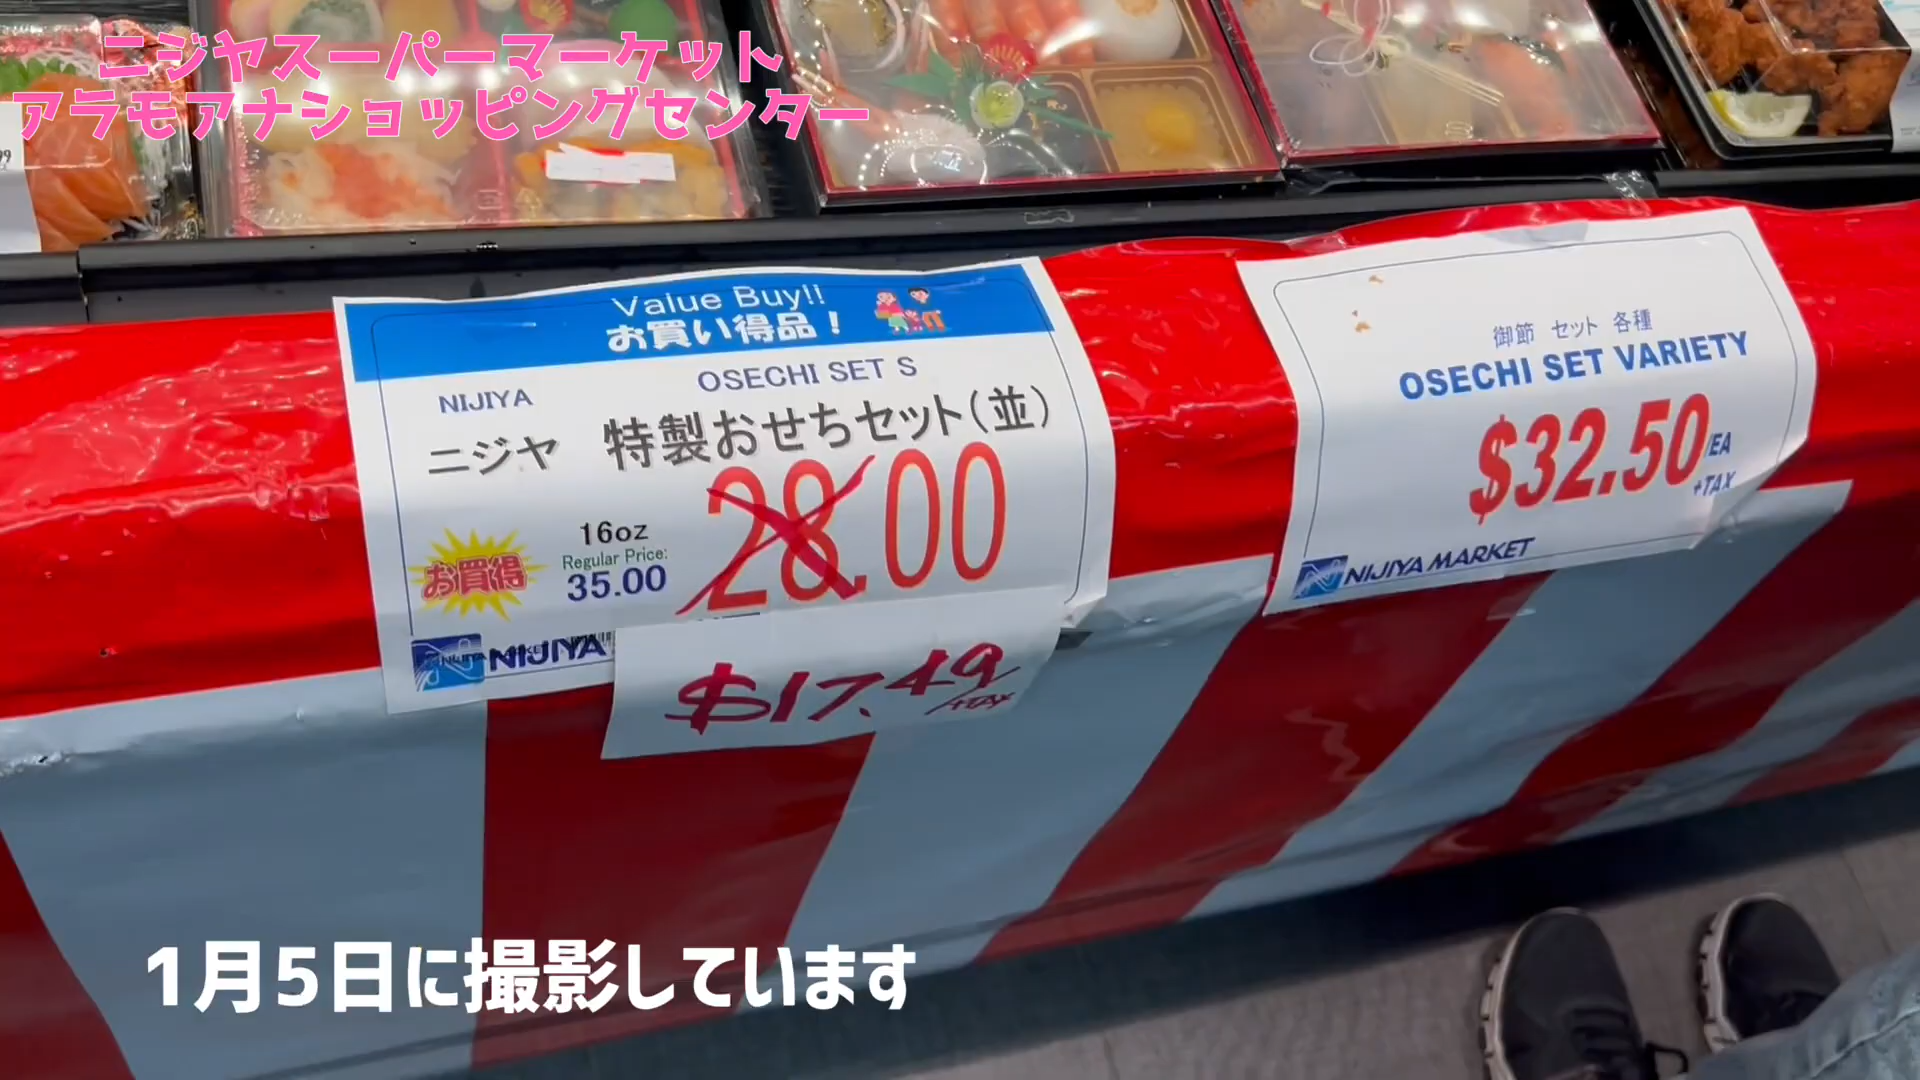 ニジヤスーパーマーケット
アラモアナショッピングセンター
99
Value Buy!!
お買い得品！
OSECHI SET S
NIJIYA
ニジヤ 特製おせちセット(並)
お買得
16oz
Regular Price:
35.00
28.00
NIJIYA
$17.49
+TAX
御節 セット 各種
OSECHI SET VARIETY
$32.50/EA
+TAX
NIJIYA MARKET
1月5日に撮影しています